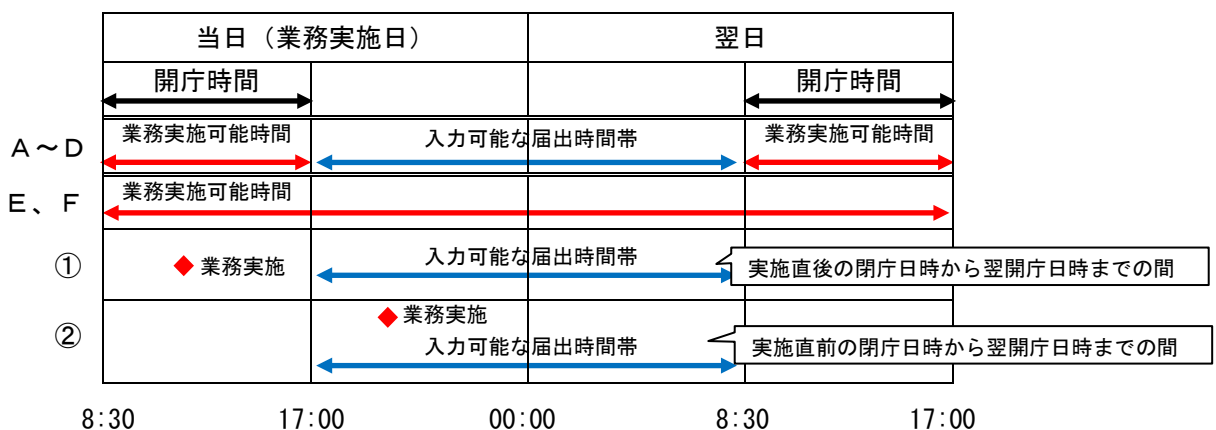 当日（業務実施日）
翌日
開庁時間
開庁時間
A～D
業務実施可能時間
入力可能な届出時間帯
業務実施可能時間
E、F
業務実施可能時間
①
業務実施
入力可能な届出時間帯
実施直後の閉庁日時から翌開庁日時までの間
②
業務実施
入力可能な届出時間帯
実施直前の閉庁日時から翌開庁日時までの間
8:30
17:00
00:00
8:30
17:00